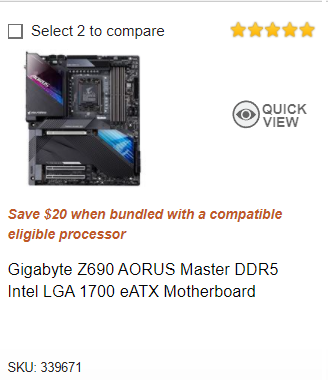 Select 2 to compare
QUICK
VIEW
Save $20 when bundled with a compatible
eligible processor
Gigabyte Z690 AORUS Master DDR5
Intel LGA 1700 eATX Motherboard
SKU: 339671